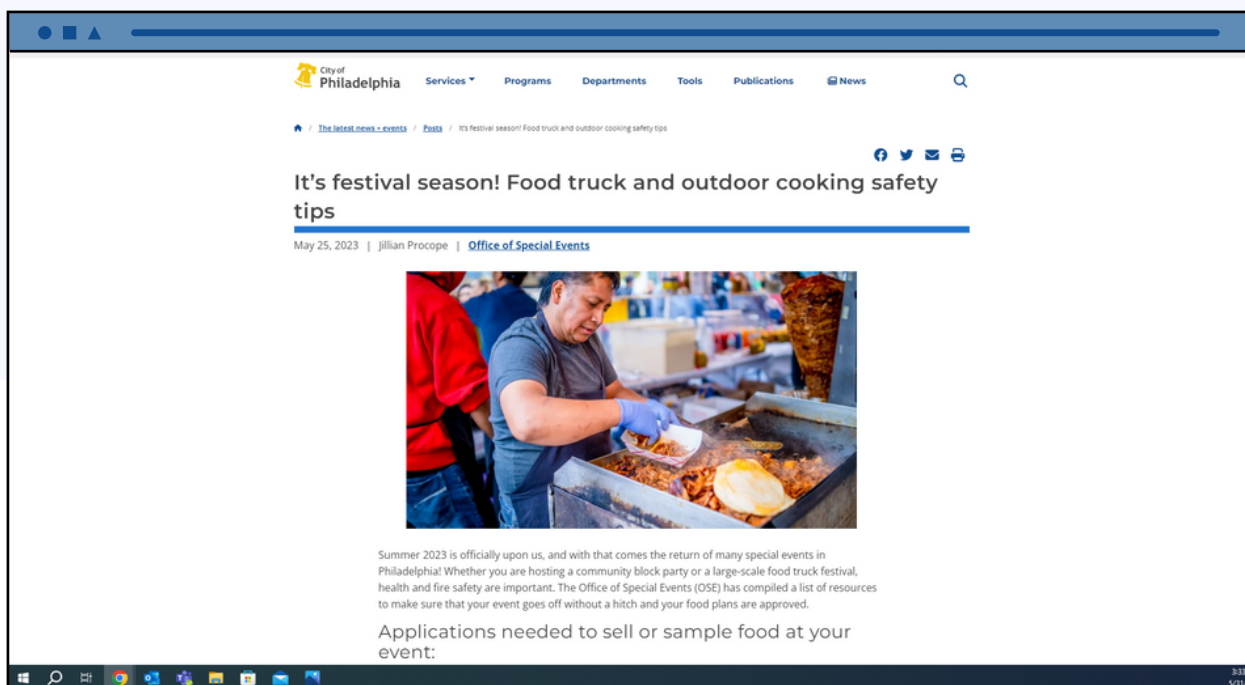 City of
Philadelphia
Services
Programs
Departments
Tools
Publications
News
/ The latest news + events / Posts / It's festival season! Food truck and outdoor cooking safety tips
It's festival season! Food truck and outdoor cooking safety
tips
May 25, 2023 | Jillian Procope | Office of Special Events
Summer 2023 is officially upon us, and with that comes the return of many special events in
Philadelphia! Whether you are hosting a community block party or a large-scale food truck festival,
health and fire safety are important. The Office of Special Events (OSE) has compiled a list of resources
to make sure that your event goes off without a hitch and your food plans are approved.
Applications needed to sell or sample food at your
event:
3:33
5/31